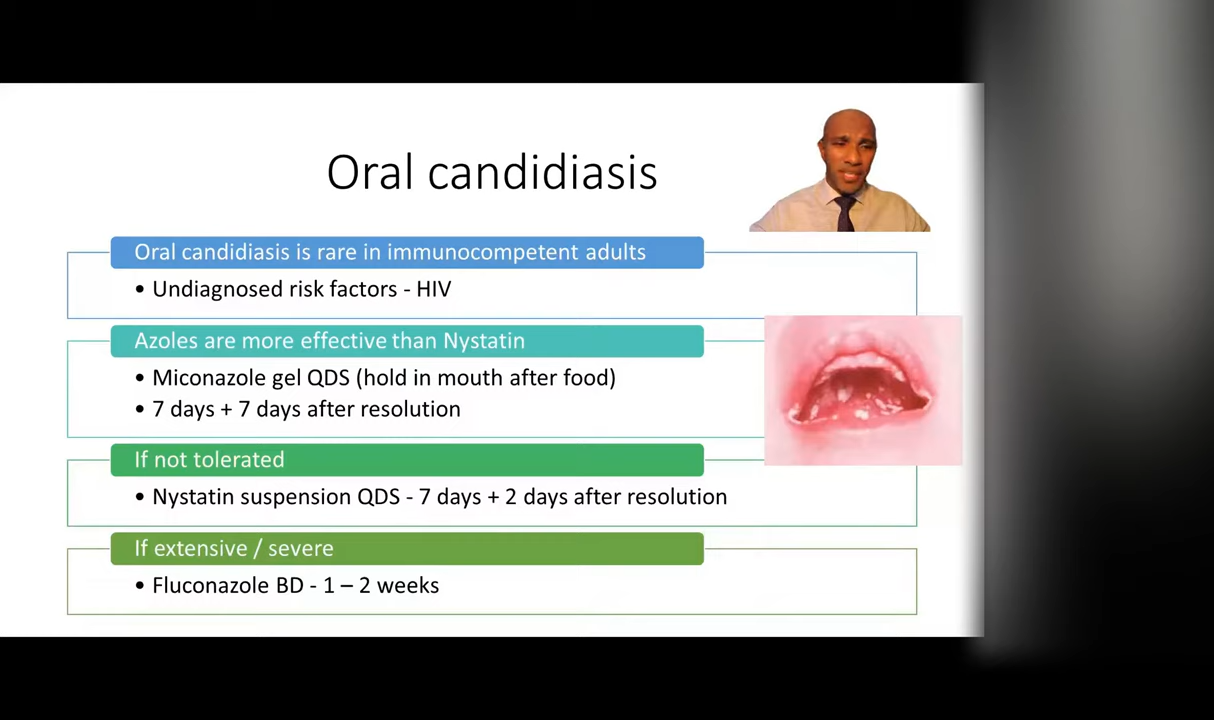 Oral candidiasis
Oral candidiasis is rare in immunocompetent adults
• Undiagnosed risk factors - HIV
Azoles are more effective than Nystatin
• Miconazole gel QDS (hold in mouth after food)
• 7 days + 7 days after resolution
If not tolerated
• Nystatin suspension QDS - 7 days + 2 days after resolution
If extensive / severe
• Fluconazole BD - 1 – 2 weeks